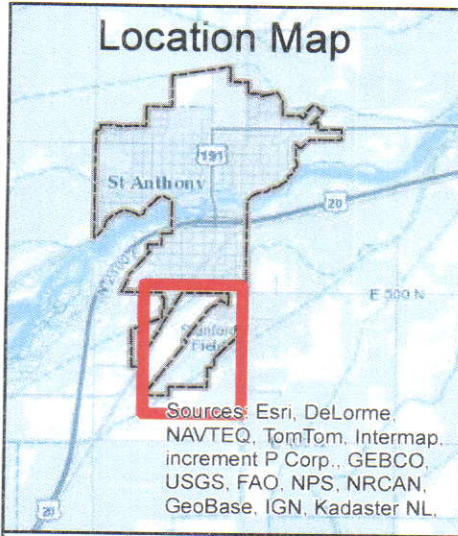 Location Map
191
St Anthony
20
E 500 N
Stanford
Field
Sources: Esri, DeLorme,
NAVTEQ, TomTom, Intermap,
increment P Corp., GEBCO,
USGS, FAO, NPS, NRCAN,
GeoBase, IGN, Kadaster NL,
20